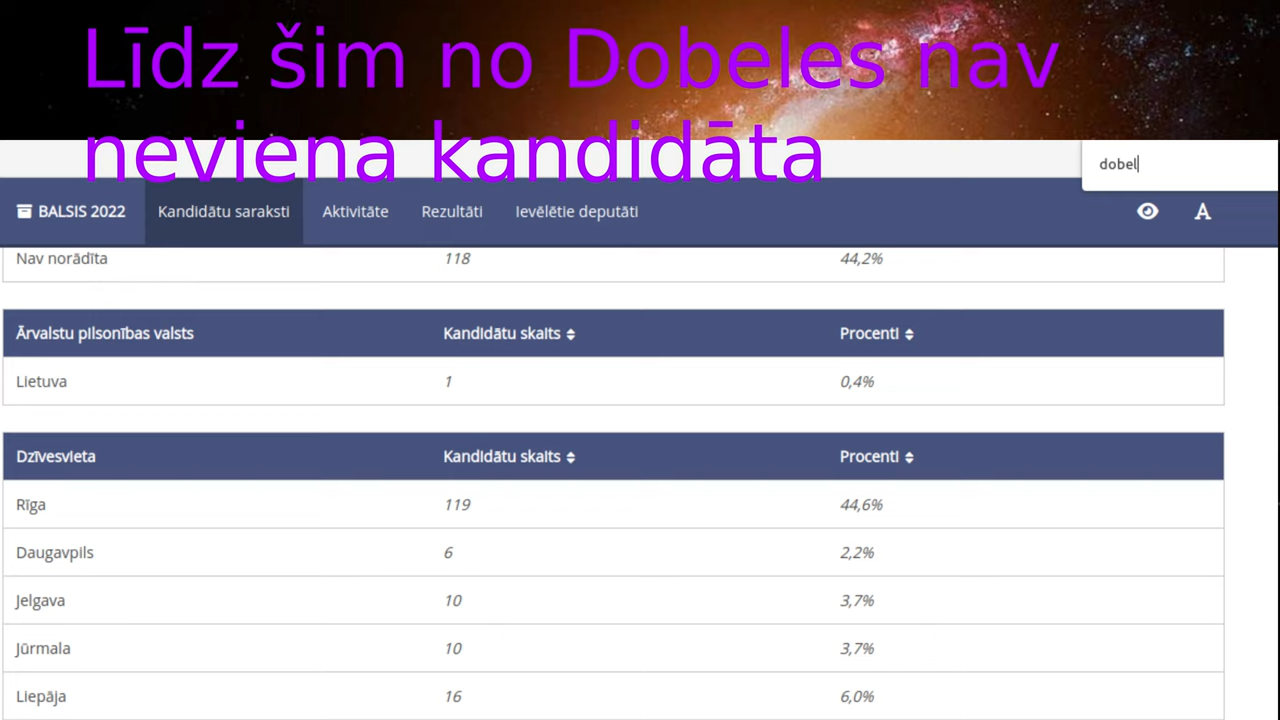 Līdz šim no Dobeles nav
neviena kandidāta
dobel
BALSIS 2022 Kandidātu saraksti Aktivitāte Rezultāti Ievēlētie deputāti A
Nav norādīta 118 44,2%
Ārvalstu pilsonības valsts Kandidātu skaits Procenti
Lietuva 1 0,4%
Dzīvesvieta Kandidātu skaits Procenti
Rīga 119 44,6%
Daugavpils 6 2,2%
Jelgava 10 3,7%
Jūrmala 10 3,7%
Liepāja 16 6,0%